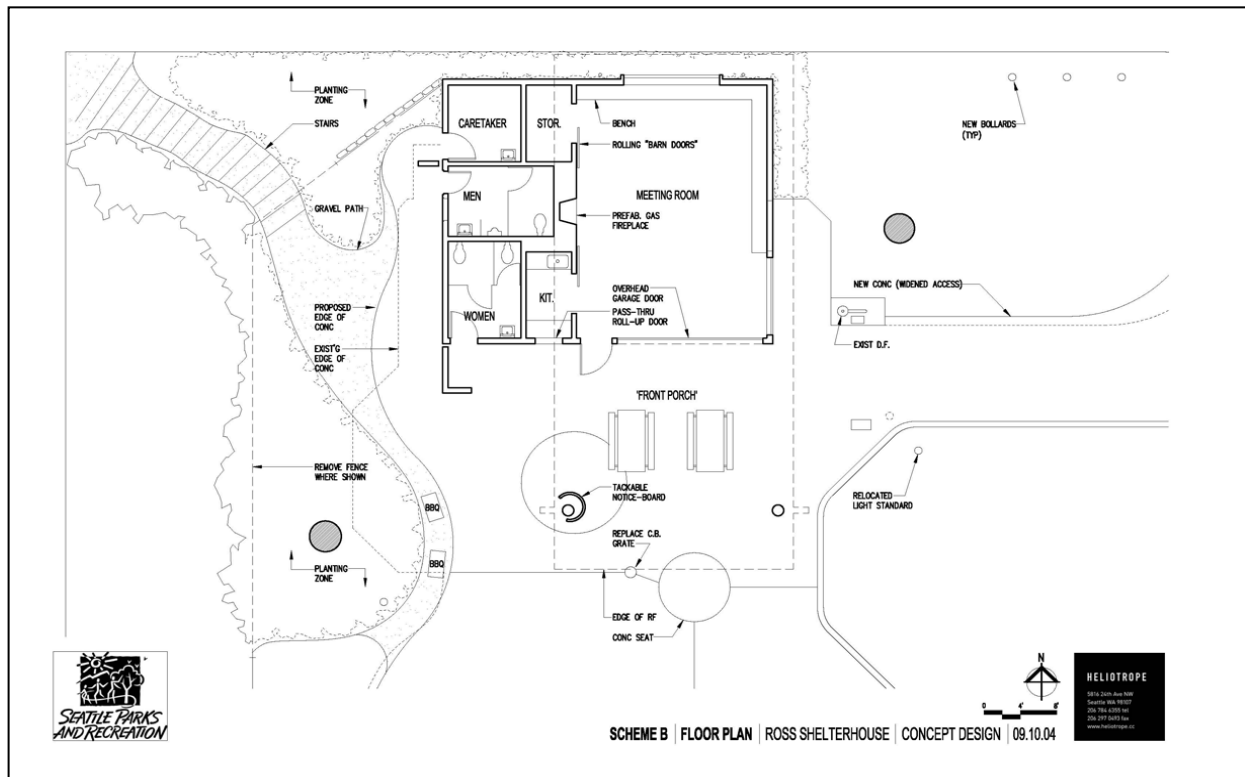 PLANTING
ZONE
STAIRS
CARETAKER
STOR.
BENCH
ROLLING "BARN DOORS"
NEW BOLLARDS
(TYP)
MEN
MEETING ROOM
GRAVEL PATH
PREFAB. GAS
FIREPLACE
PROPOSED
EDGE OF
CONC
KIT.
OVERHEAD
GARAGE DOOR
PASS-THRU
ROLL-UP DOOR
NEW CONC (WIDENED ACCESS)
WOMEN
EXIST'G
EDGE OF
CONC
EXIST D.F.
'FRONT PORCH'
REMOVE FENCE
WHERE SHOWN
TACKABLE
NOTICE-BOARD
RELOCATED
LIGHT STANDARD
BBQ
REPLACE C.B.
GRATE
BBQ
PLANTING
ZONE
EDGE OF RF
CONC SEAT
N
0 4' 8'
SEATTLE PARKS
AND RECREATION
HELIOTROPE
5816 24th Ave NW
Seattle WA 98107
206 784 6355 tel
206 297 0493 fax
www.heliotrope.cc
SCHEME B | FLOOR PLAN | ROSS SHELTERHOUSE | CONCEPT DESIGN | 09.10.04